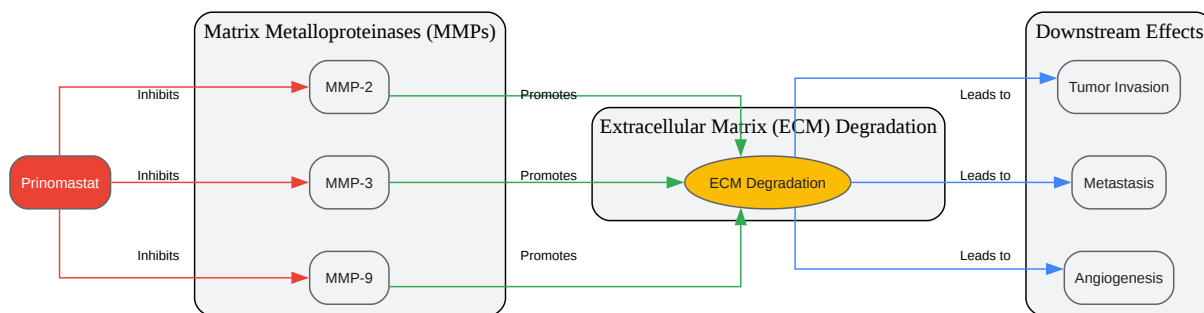 Matrix Metalloproteinases (MMPs)
Downstream Effects
MMP-2
Tumor Invasion
Inhibits
Promotes
Leads to
Extracellular Matrix (ECM) Degradation
Prinomastat
Inhibits
MMP-3
Promotes
ECM Degradation
Leads to
Metastasis
Inhibits
Promotes
Leads to
MMP-9
Angiogenesis